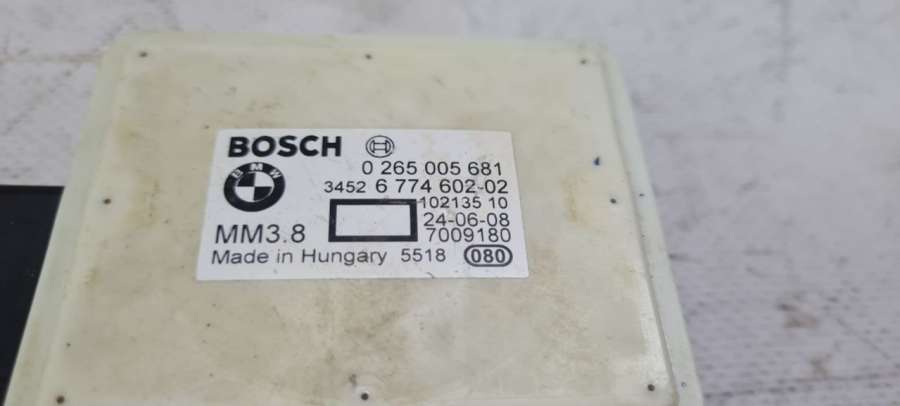 BOSCH
0 265 005 681
BMW
3452 6 774 602-02
102135 10
24-06-08
MM3.8
7009180
Made in Hungary 5518 080